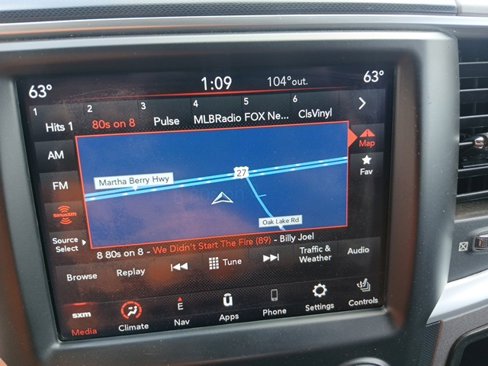 63° 1:09 104°out. 63°
1 2 3 4 5 6
Hits 1 80s on 8 Pulse MLBRadio FOX Ne... ClsVinyl
AM
FM
SiriusXM
Source Select
Martha Berry Hwy
27
Oak Lake Rd
Map
Fav
8 80s on 8 - We Didn't Start The Fire (89) - Billy Joel
Browse Replay Tune Traffic & Weather Audio
sxm
Media Climate
E
Nav Apps Phone Settings Controls